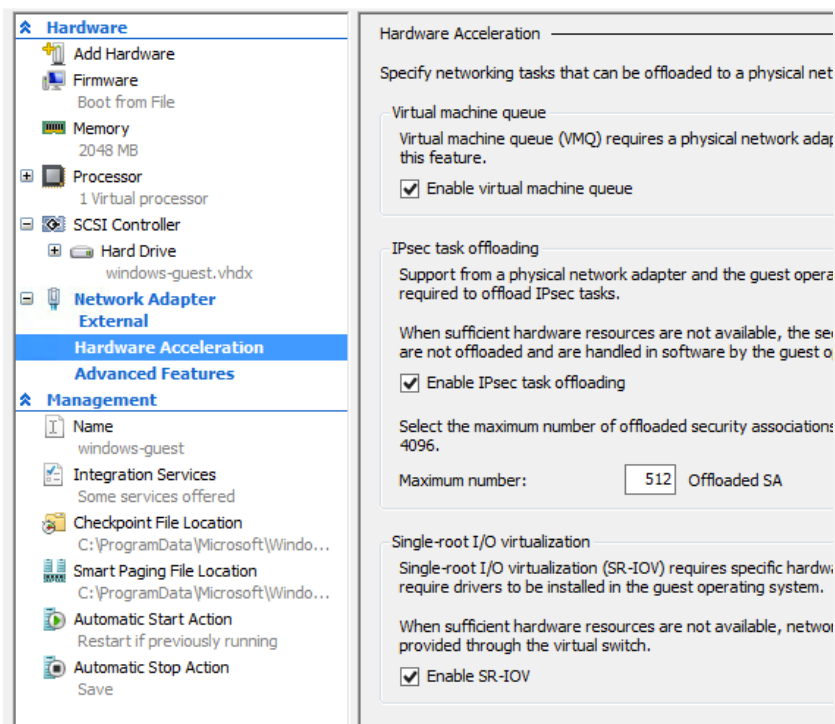 Hardware
Add Hardware
Firmware
Boot from File
Memory
2048 MB
Processor
1 Virtual processor
SCSI Controller
Hard Drive
windows-guest.vhdx
Network Adapter
External
Hardware Acceleration
Advanced Features
Management
Name
windows-guest
Integration Services
Some services offered
Checkpoint File Location
C:\ProgramData\Microsoft\Windo...
Smart Paging File Location
C:\ProgramData\Microsoft\Windo...
Automatic Start Action
Restart if previously running
Automatic Stop Action
Save
Hardware Acceleration
Specify networking tasks that can be offloaded to a physical net
Virtual machine queue
Virtual machine queue (VMQ) requires a physical network adap
this feature.
Enable virtual machine queue
IPsec task offloading
Support from a physical network adapter and the guest opera
required to offload IPsec tasks.
When sufficient hardware resources are not available, the se
are not offloaded and are handled in software by the guest o
Enable IPsec task offloading
Select the maximum number of offloaded security associations
4096.
Maximum number: 512 Offloaded SA
Single-root I/O virtualization
Single-root I/O virtualization (SR-IOV) requires specific hardwa
require drivers to be installed in the guest operating system.
When sufficient hardware resources are not available, networ
provided through the virtual switch.
Enable SR-IOV